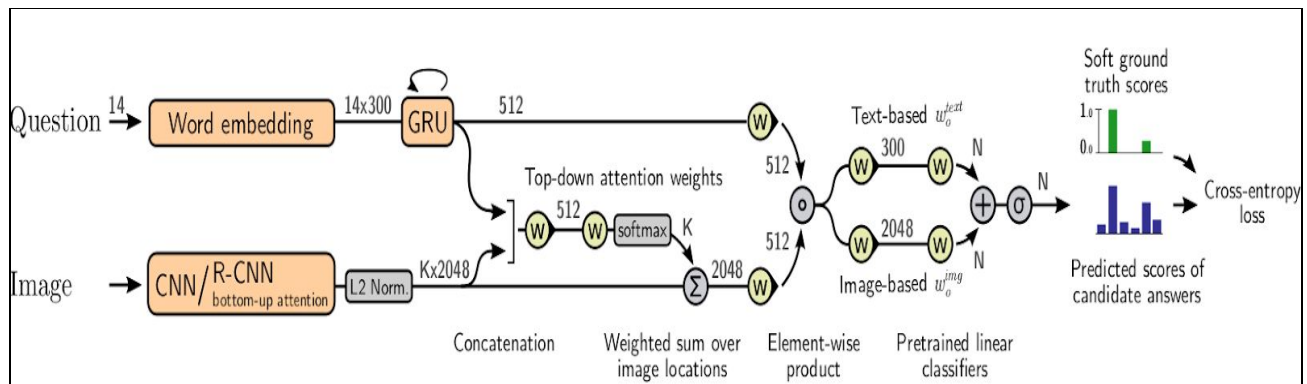 Question
14
Word embedding
14x300
GRU
512
W
512
Text-based w_o^text
W
300
W
N
Soft ground
truth scores
1.0
0.0
Top-down attention weights
W
512
W
softmax
K
∘
+
σ
N
Cross-entropy
loss
Image
CNN/R-CNN
bottom-up attention
L2 Norm.
Kx2048
Σ
2048
W
512
W
2048
W
N
Image-based w_o^img
Predicted scores of
candidate answers
Concatenation
Weighted sum over
image locations
Element-wise
product
Pretrained linear
classifiers